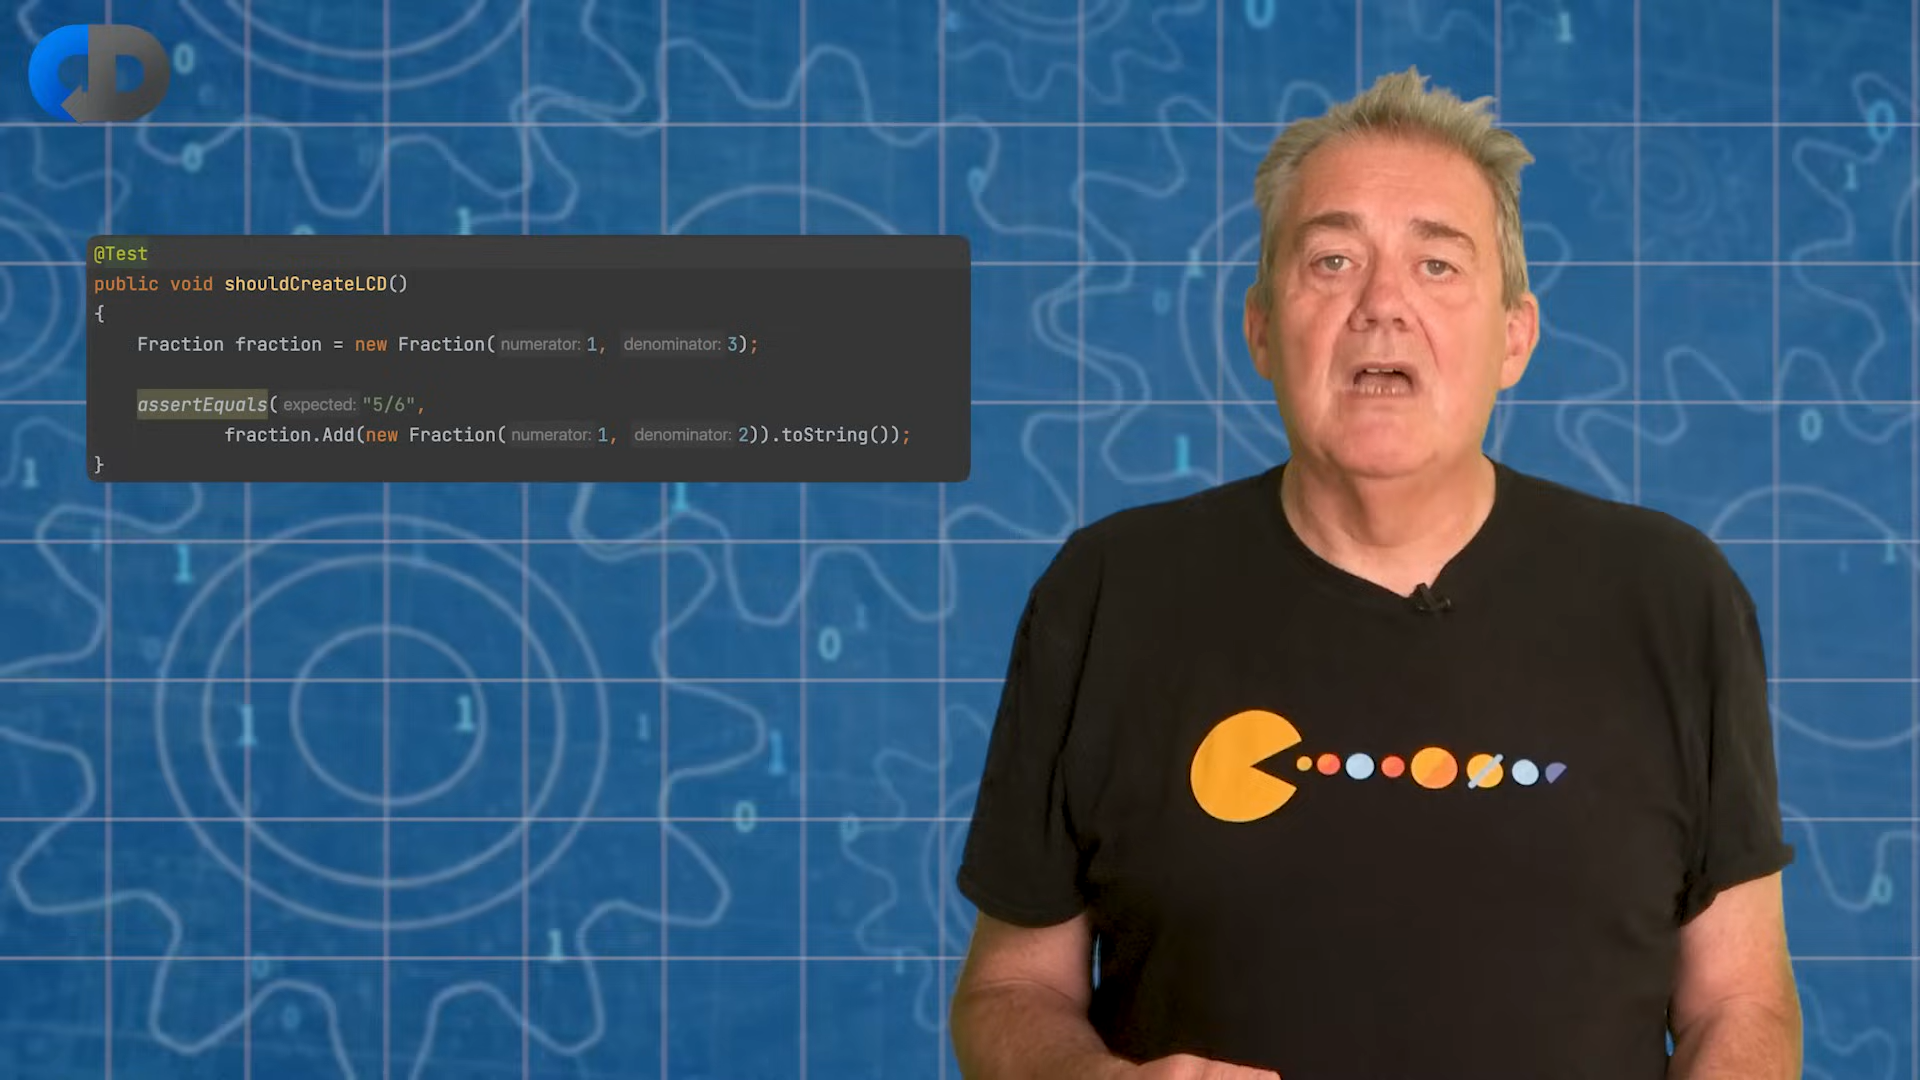 @Test
public void shouldCreateLCD()
{
Fraction fraction = new Fraction( numerator: 1, denominator: 3);
assertEquals( expected: "5/6",
fraction.Add(new Fraction( numerator: 1, denominator: 2)).toString());
}